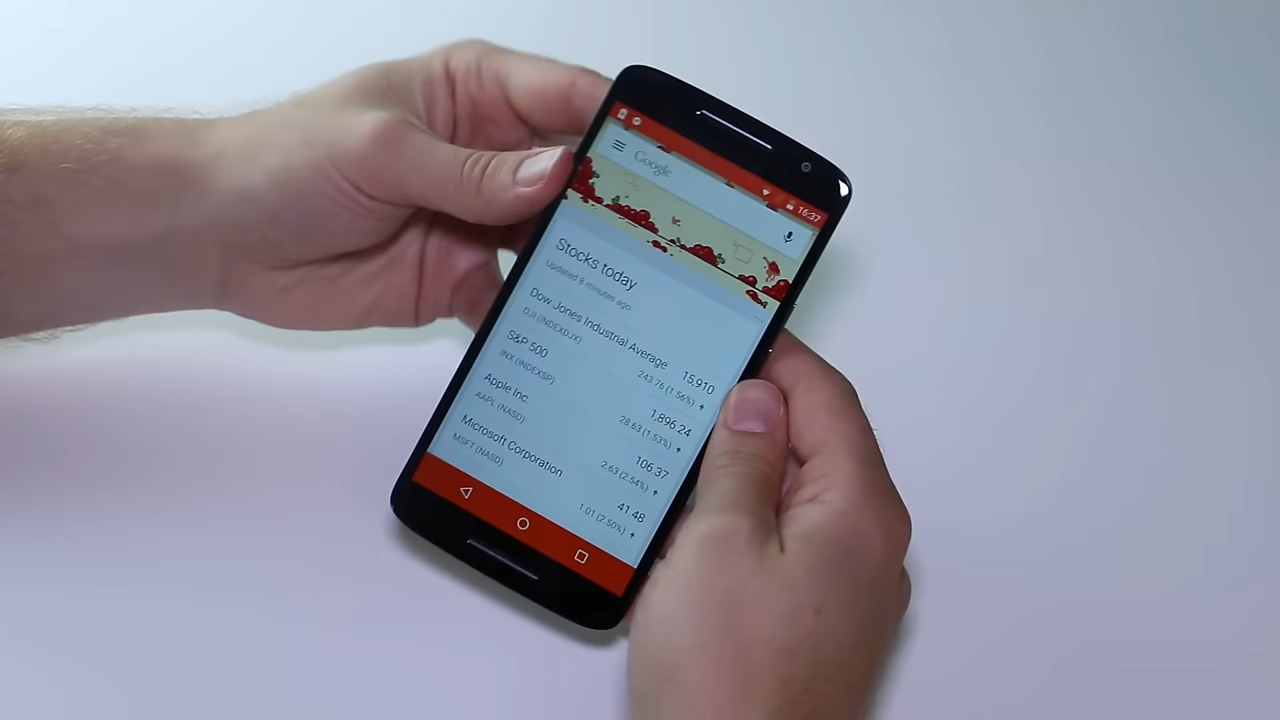 16:37
Google
Stocks today
Updated 8 minutes ago
Dow Jones Industrial Average 15,910
DJI (INDEXDJX) 243.76 (1.56%)
S&P 500 1,896.24
INX (INDEXSP) 28.63 (1.53%)
Apple Inc. 106.37
AAPL (NASD) 2.63 (2.54%)
Microsoft Corporation 41.48
MSFT (NASD) 1.01 (2.50%)